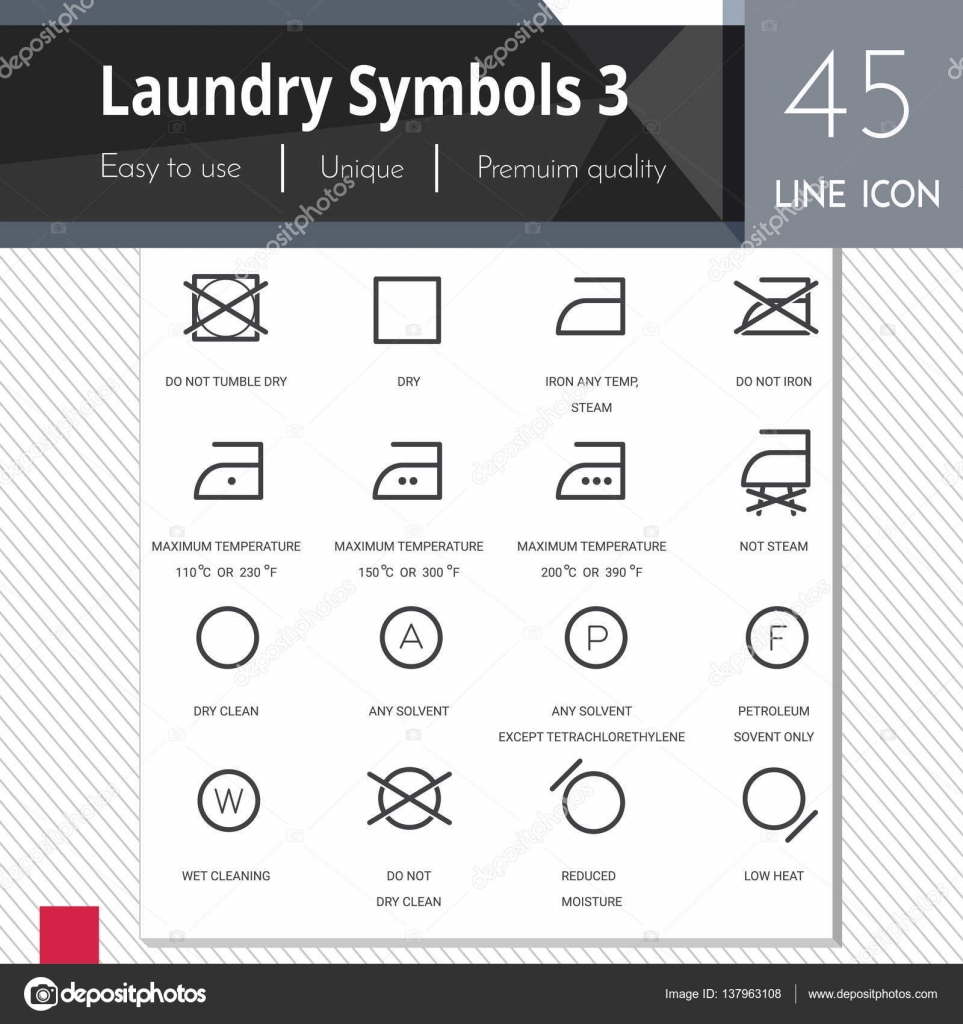 Laundry Symbols 3
Easy to use | Unique | Premuim quality
45
LINE ICON
DO NOT TUMBLE DRY
DRY
IRON ANY TEMP,
STEAM
DO NOT IRON
MAXIMUM TEMPERATURE
110 °C OR 230 °F
MAXIMUM TEMPERATURE
150 °C OR 300 °F
MAXIMUM TEMPERATURE
200 °C OR 390 °F
NOT STEAM
A
P
F
DRY CLEAN
ANY SOLVENT
ANY SOLVENT
EXCEPT TETRACHLORETHYLENE
PETROLEUM
SOVENT ONLY
W
WET CLEANING
DO NOT
DRY CLEAN
REDUCED
MOISTURE
LOW HEAT
depositphotos
Image ID: 137963108 | www.depositphotos.com